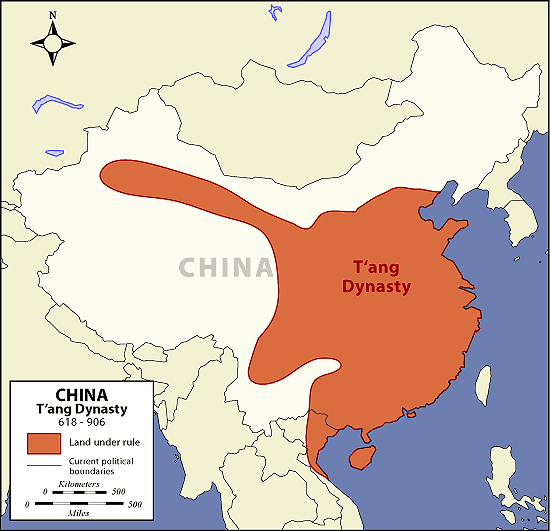 N
CHINA
T‘ang
Dynasty
CHINA
T‘ang Dynasty
618 - 906
Land under rule
Current political
boundaries
Kilometers
0 500
0 500
Miles